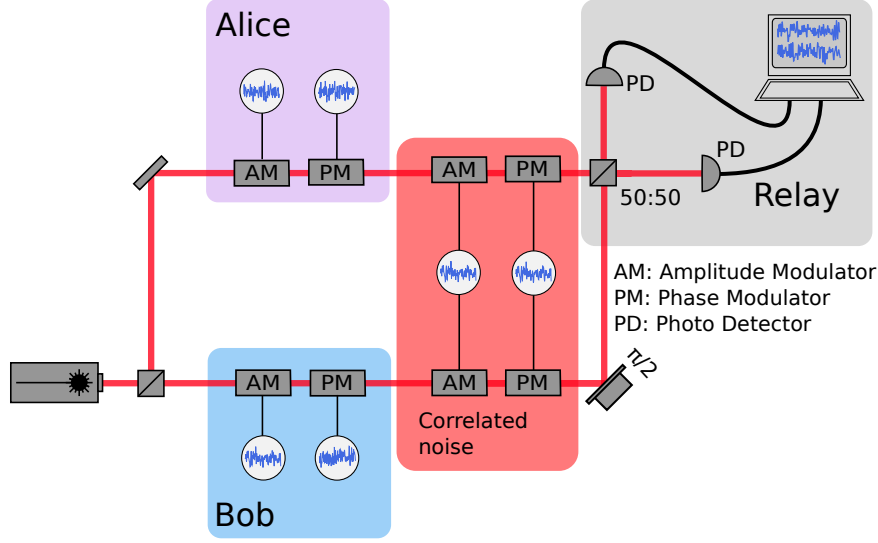 Alice
AM
PM
AM
PM
PD
PD
50:50
Relay
AM: Amplitude Modulator
PM: Phase Modulator
PD: Photo Detector
AM
PM
AM
PM
π/2
Correlated
noise
Bob